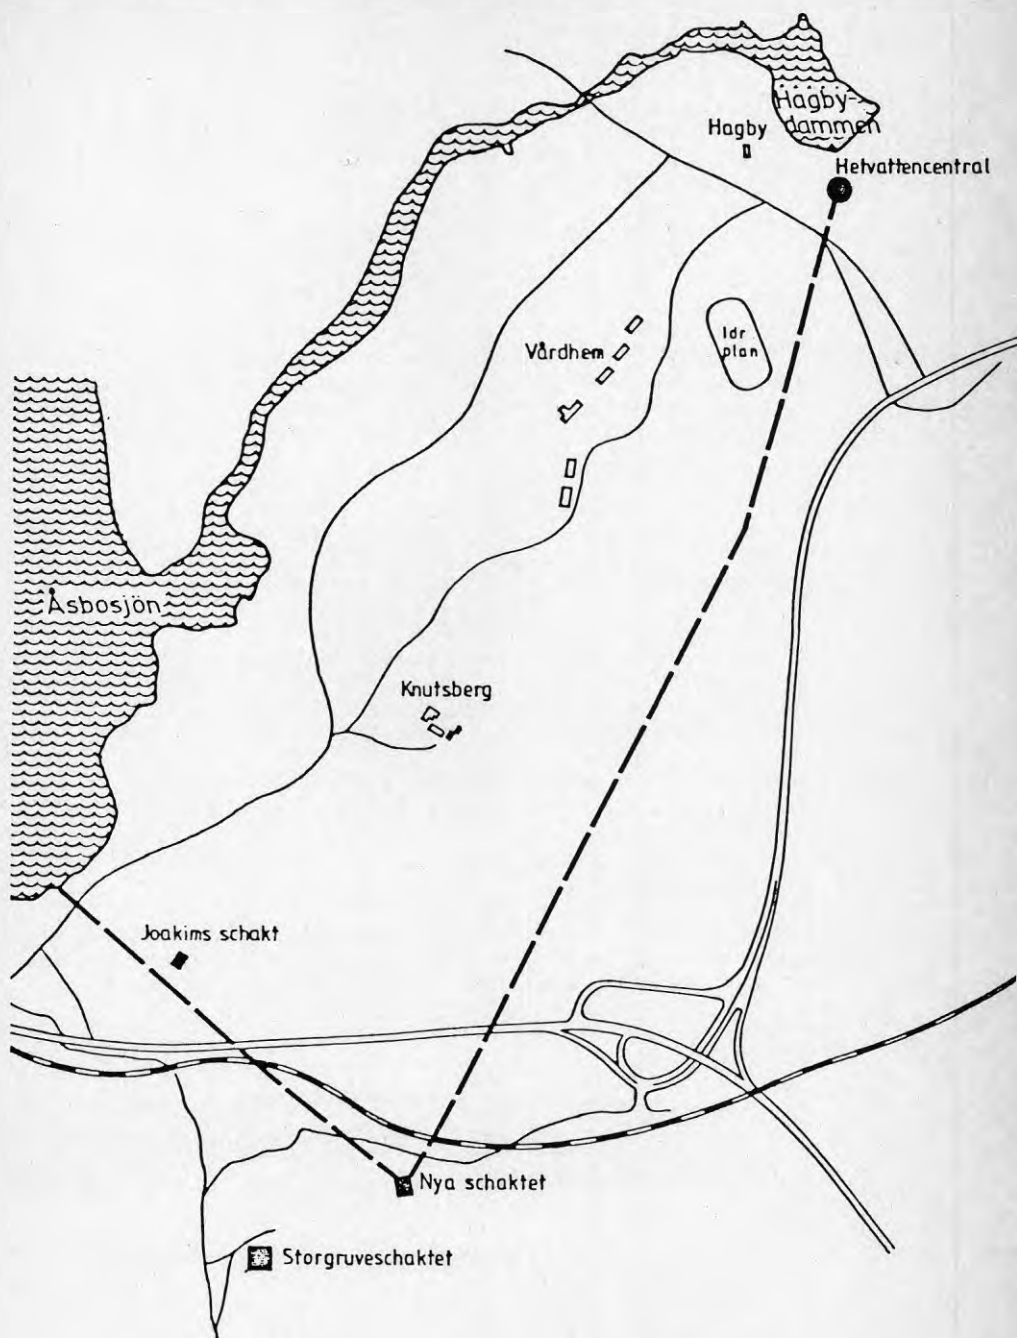 Hagby-
dammen
Hagby
Hetvattencentral
Idr
plan
Vårdhem
Åsbosjön
Knutsberg
Joakims schakt
Nya schaktet
Storgruveschaktet